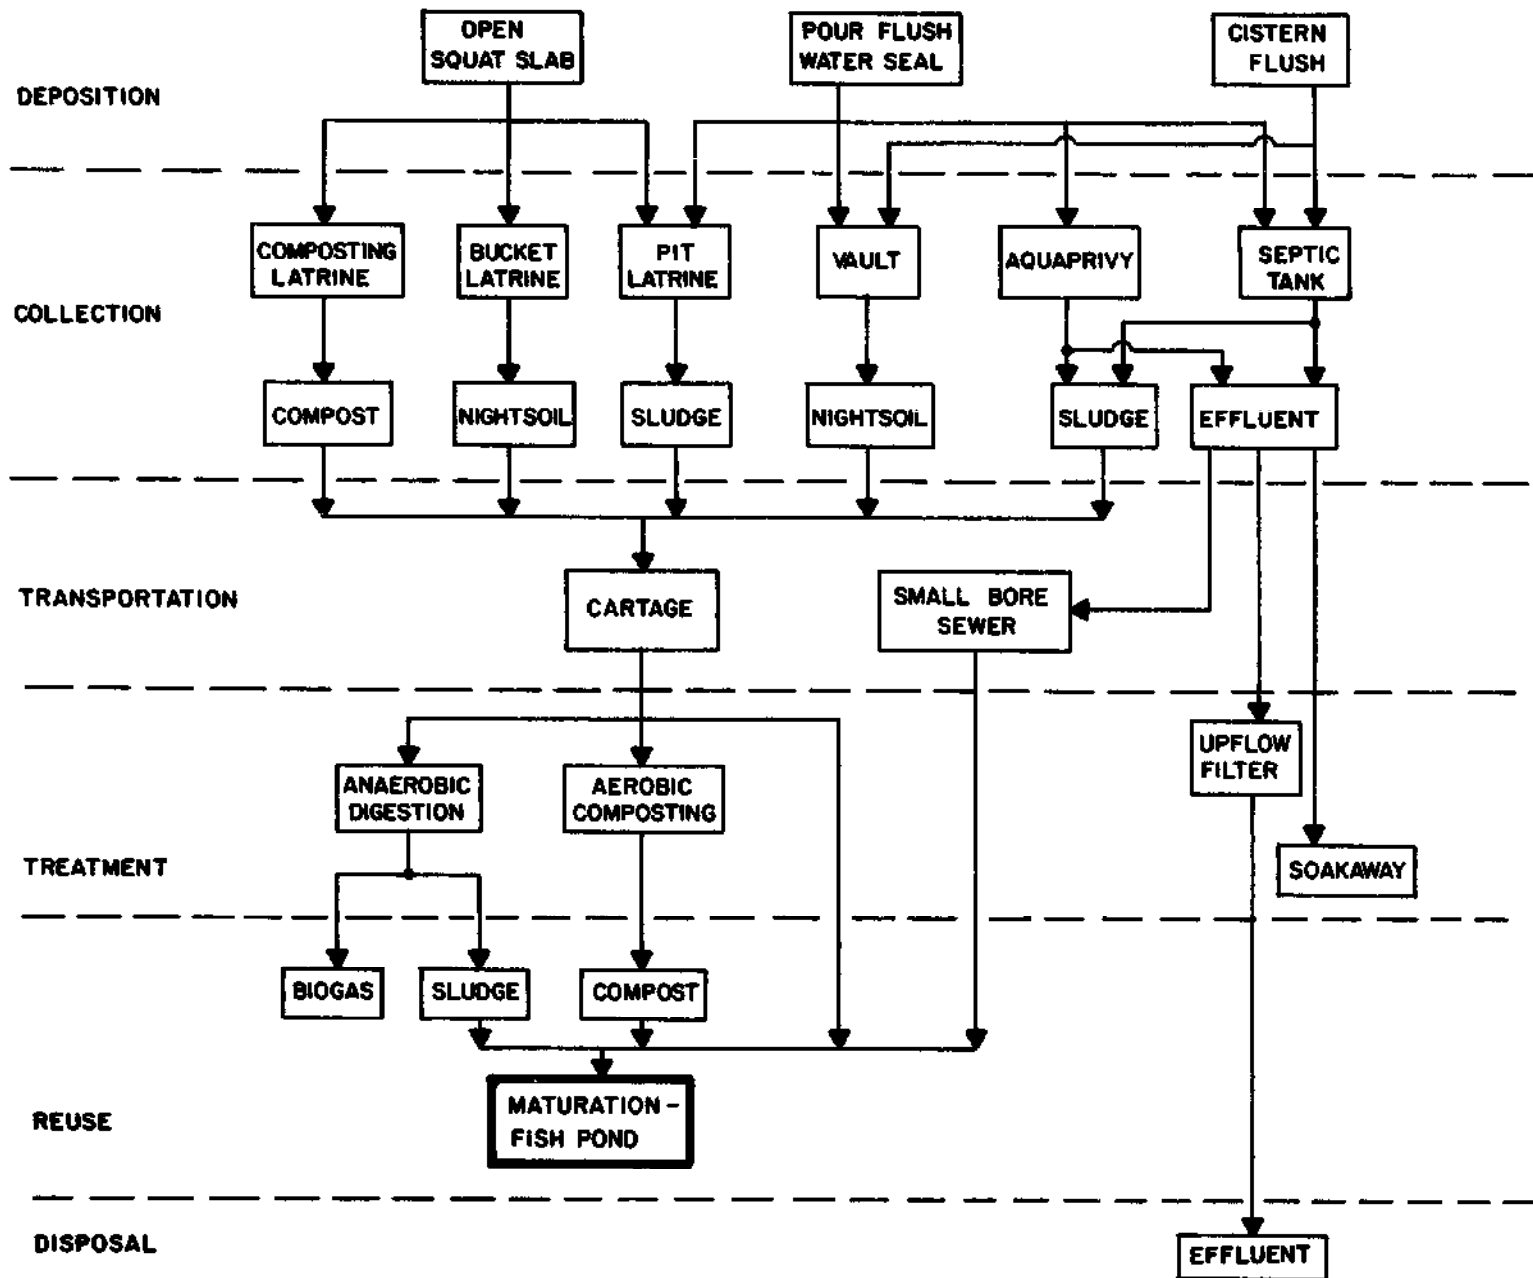 OPEN
SQUAT SLAB
POUR FLUSH
WATER SEAL
CISTERN
FLUSH
DEPOSITION
COMPOSTING
LATRINE
BUCKET
LATRINE
PIT
LATRINE
VAULT
AQUAPRIVY
SEPTIC
TANK
COLLECTION
COMPOST
NIGHTSOIL
SLUDGE
NIGHTSOIL
SLUDGE
EFFLUENT
TRANSPORTATION
CARTAGE
SMALL BORE
SEWER
UPFLOW
FILTER
ANAEROBIC
DIGESTION
AEROBIC
COMPOSTING
TREATMENT
SOAKAWAY
BIOGAS
SLUDGE
COMPOST
REUSE
MATURATION -
FISH POND
DISPOSAL
EFFLUENT